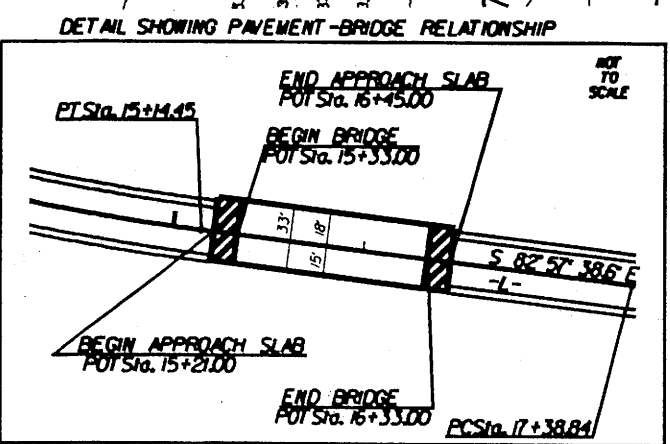 DETAIL SHOWING PAVEMENT-BRIDGE RELATIONSHIP
NOT
TO
SCALE
END APPROACH SLAB
POT Sta. 16+45.00
PT Sta. 15+14.45
BEGIN BRIDGE
POT Sta. 15+33.00
L
33'
18'
15'
S 82° 57' 38.6" E
-L-
BEGIN APPROACH SLAB
POT Sta. 15+21.00
END BRIDGE
POT Sta. 16+33.00
PC Sta. 17+38.84